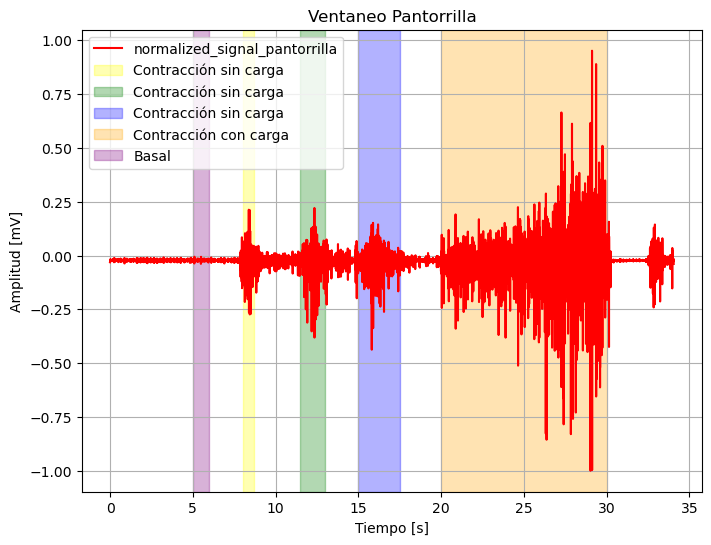 Ventaneo Pantorrilla
normalized_signal_pantorrilla
Contracción sin carga
Contracción sin carga
Contracción sin carga
Contracción con carga
Basal
Amplitud [mV]
1.00
0.75
0.50
0.25
0.00
−0.25
−0.50
−0.75
−1.00
0 5 10 15 20 25 30 35
Tiempo [s]